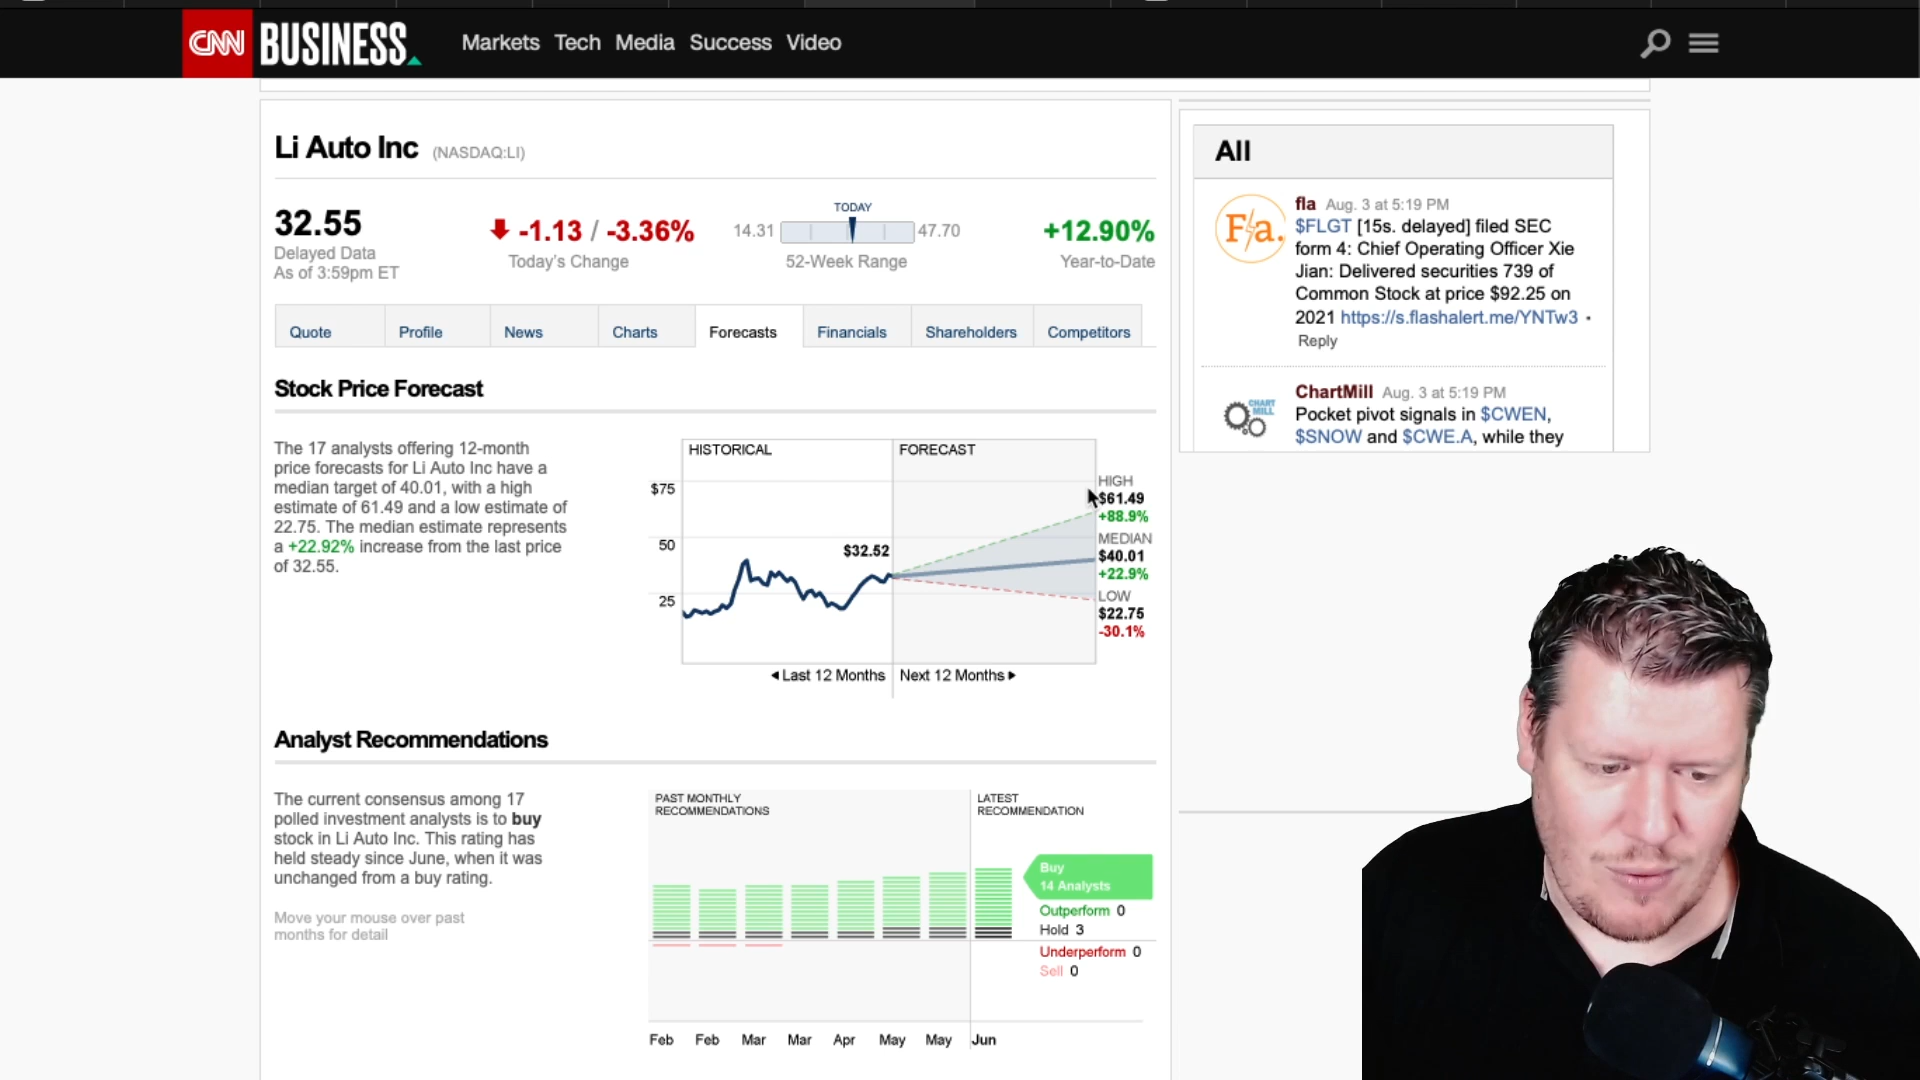 CNN BUSINESS Markets Tech Media Success Video
Li Auto Inc (NASDAQ:LI)
32.55
Delayed Data
As of 3:59pm ET
-1.13 / -3.36%
Today's Change
TODAY
14.31 47.70
52-Week Range
+12.90%
Year-to-Date
Quote Profile News Charts Forecasts Financials Shareholders Competitors
Stock Price Forecast
The 17 analysts offering 12-month
price forecasts for Li Auto Inc have a
median target of 40.01, with a high
estimate of 61.49 and a low estimate of
22.75. The median estimate represents
a +22.92% increase from the last price
of 32.55.
HISTORICAL FORECAST
$75
50
25
$32.52
HIGH
$61.49
+88.9%
MEDIAN
$40.01
+22.9%
LOW
$22.75
-30.1%
Last 12 Months Next 12 Months
Analyst Recommendations
The current consensus among 17
polled investment analysts is to buy
stock in Li Auto Inc. This rating has
held steady since June, when it was
unchanged from a buy rating.
Move your mouse over past
months for detail
PAST MONTHLY
RECOMMENDATIONS
LATEST
RECOMMENDATION
Buy
14 Analysts
Outperform 0
Hold 3
Underperform 0
Sell 0
Feb Feb Mar Mar Apr May May Jun
All
Fa.
fla Aug. 3 at 5:19 PM
$FLGT [15s. delayed] filed SEC
form 4: Chief Operating Officer Xie
Jian: Delivered securities 739 of
Common Stock at price $92.25 on
2021 https://s.flashalert.me/YNTw3 •
Reply
CHART
MILL
ChartMill Aug. 3 at 5:19 PM
Pocket pivot signals in $CWEN,
$SNOW and $CWE.A, while they